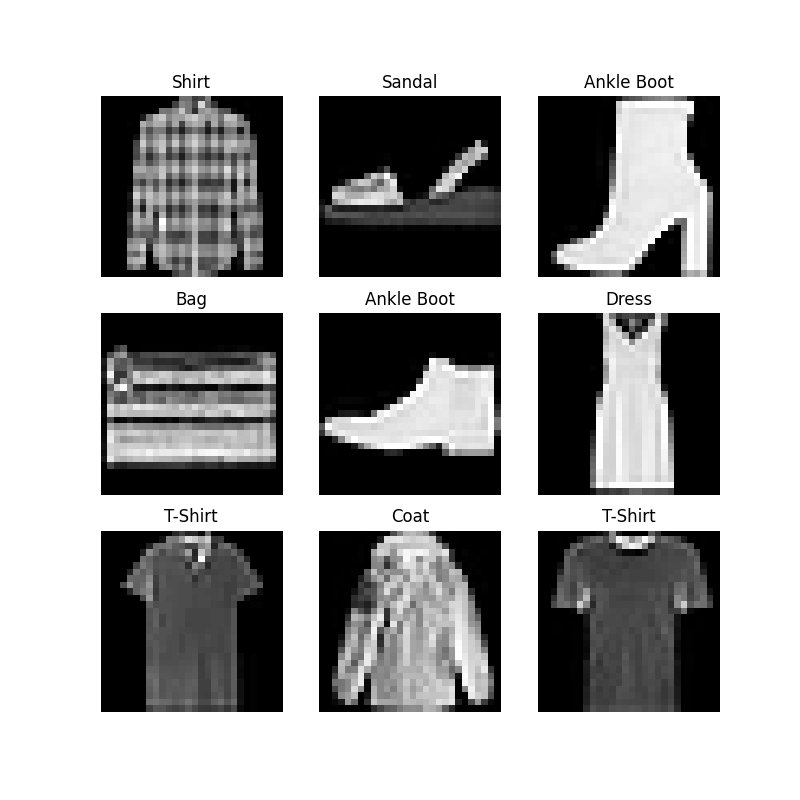 Shirt
Sandal
Ankle Boot
Bag
Ankle Boot
Dress
T-Shirt
Coat
T-Shirt